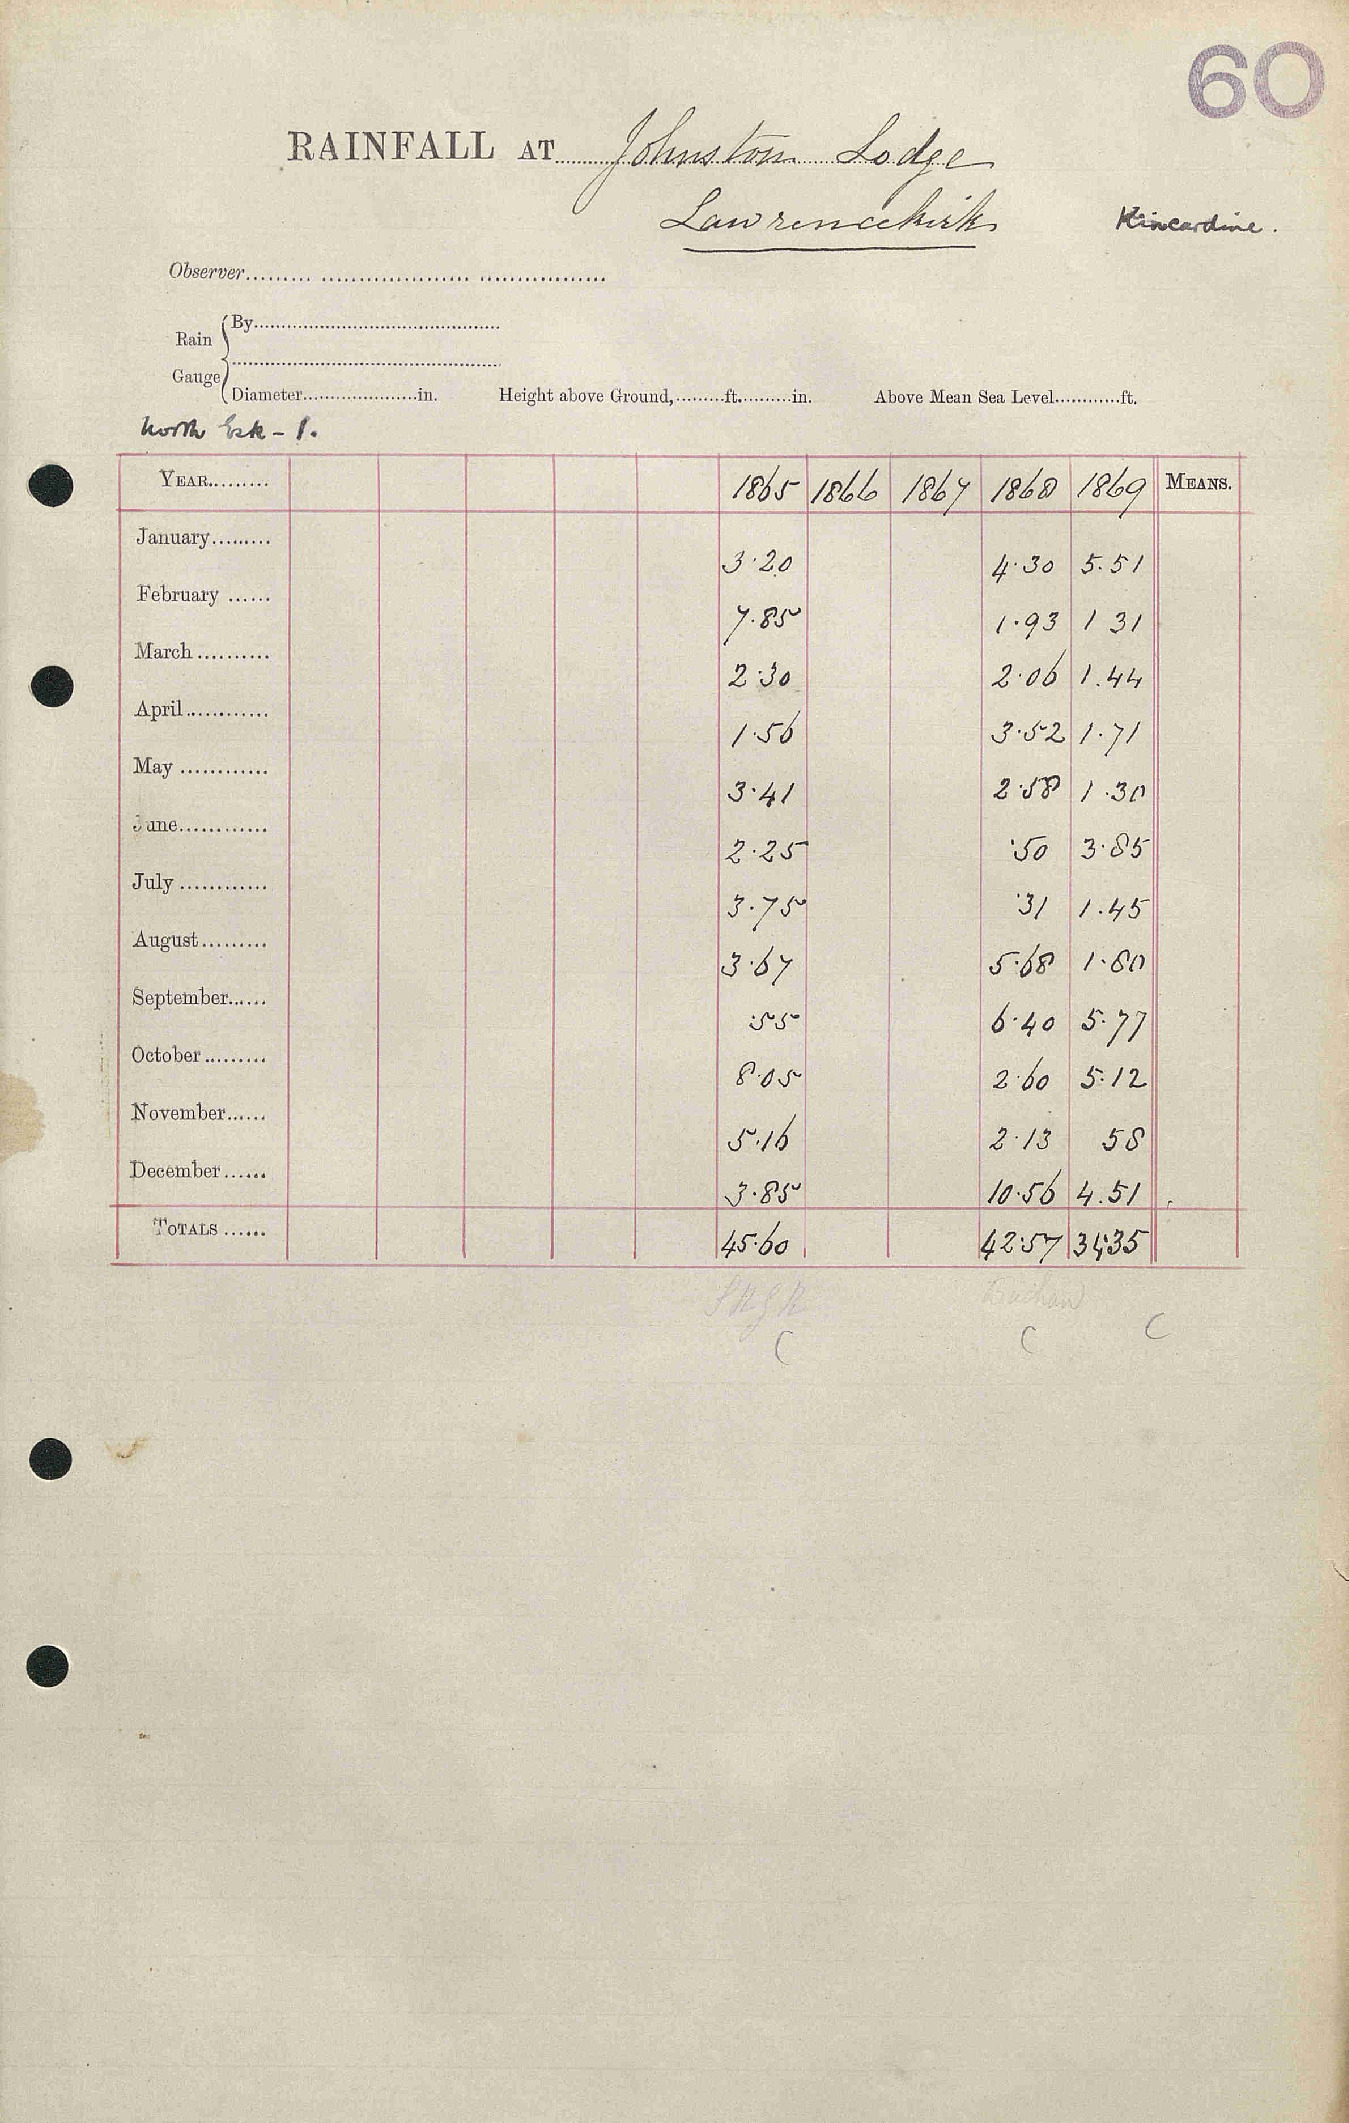 60
RAINFALL AT Johnston Lodge
Lawrencekirk Kincardine.
Observer
Rain Gauge { By
Diameter in. Height above Ground, ft. in. Above Mean Sea Level ft.
North Esk - 1.
YEAR 1865 1866 1867 1868 1869 MEANS.
January 3.20 4.30 5.51
February 7.85 1.93 1 31
March 2.30 2.06 1.44
April 1.56 3.52 1.71
May 3.41 2.58 1.30
June 2.25 .50 3.85
July 3.75 .31 1.45
August 3.67 5.68 1.80
September .55 6.40 5.77
October 8.05 2.60 5.12
November 5.16 2.13 58
December 3.85 10.56 4.51
TOTALS 45.60 42.57 34.35
Buchan
C C C